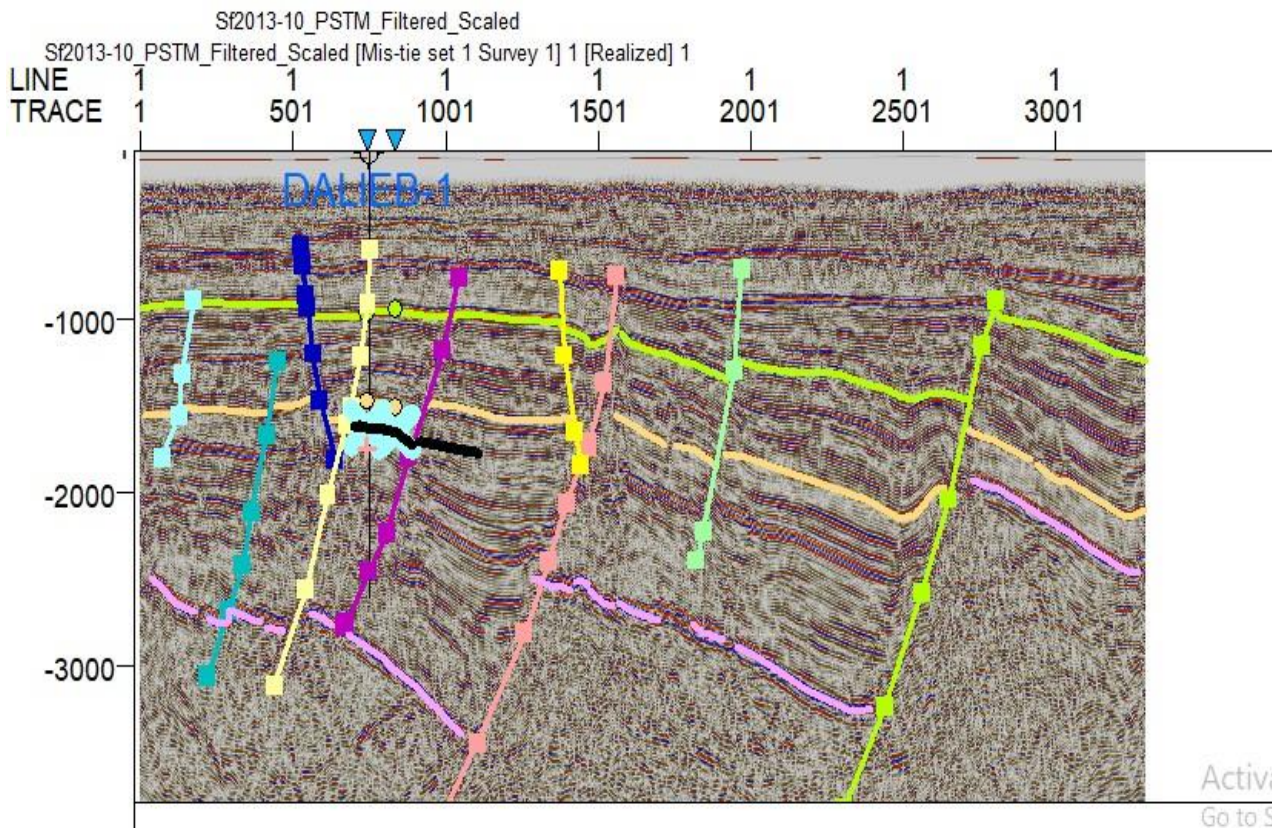 Sf2013-10_PSTM_Filtered_Scaled
Sf2013-10_PSTM_Filtered_Scaled [Mis-tie set 1 Survey 1] 1 [Realized] 1
LINE 1 1 1 1 1 1 1
TRACE 1 501 1001 1501 2001 2501 3001
DALIEB-1
-1000
-2000
-3000
Activa
Go to S